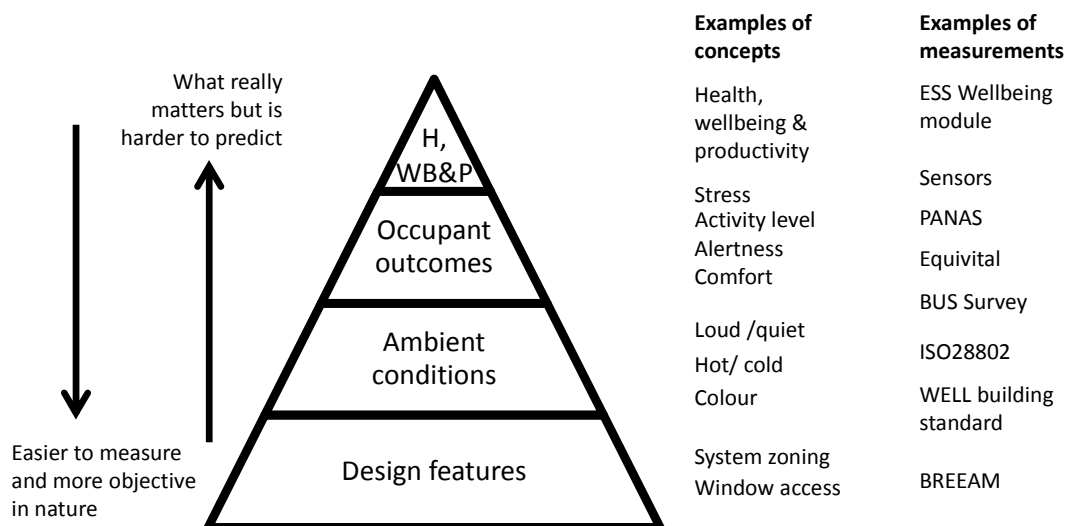 What really
matters but is
harder to predict
Easier to measure
and more objective
in nature
H,
WB&P
Occupant
outcomes
Ambient
conditions
Design features
Examples of
concepts
Health,
wellbeing &
productivity
Stress
Activity level
Alertness
Comfort
Loud /quiet
Hot/ cold
Colour
System zoning
Window access
Examples of
measurements
ESS Wellbeing
module
Sensors
PANAS
Equivital
BUS Survey
ISO28802
WELL building
standard
BREEAM